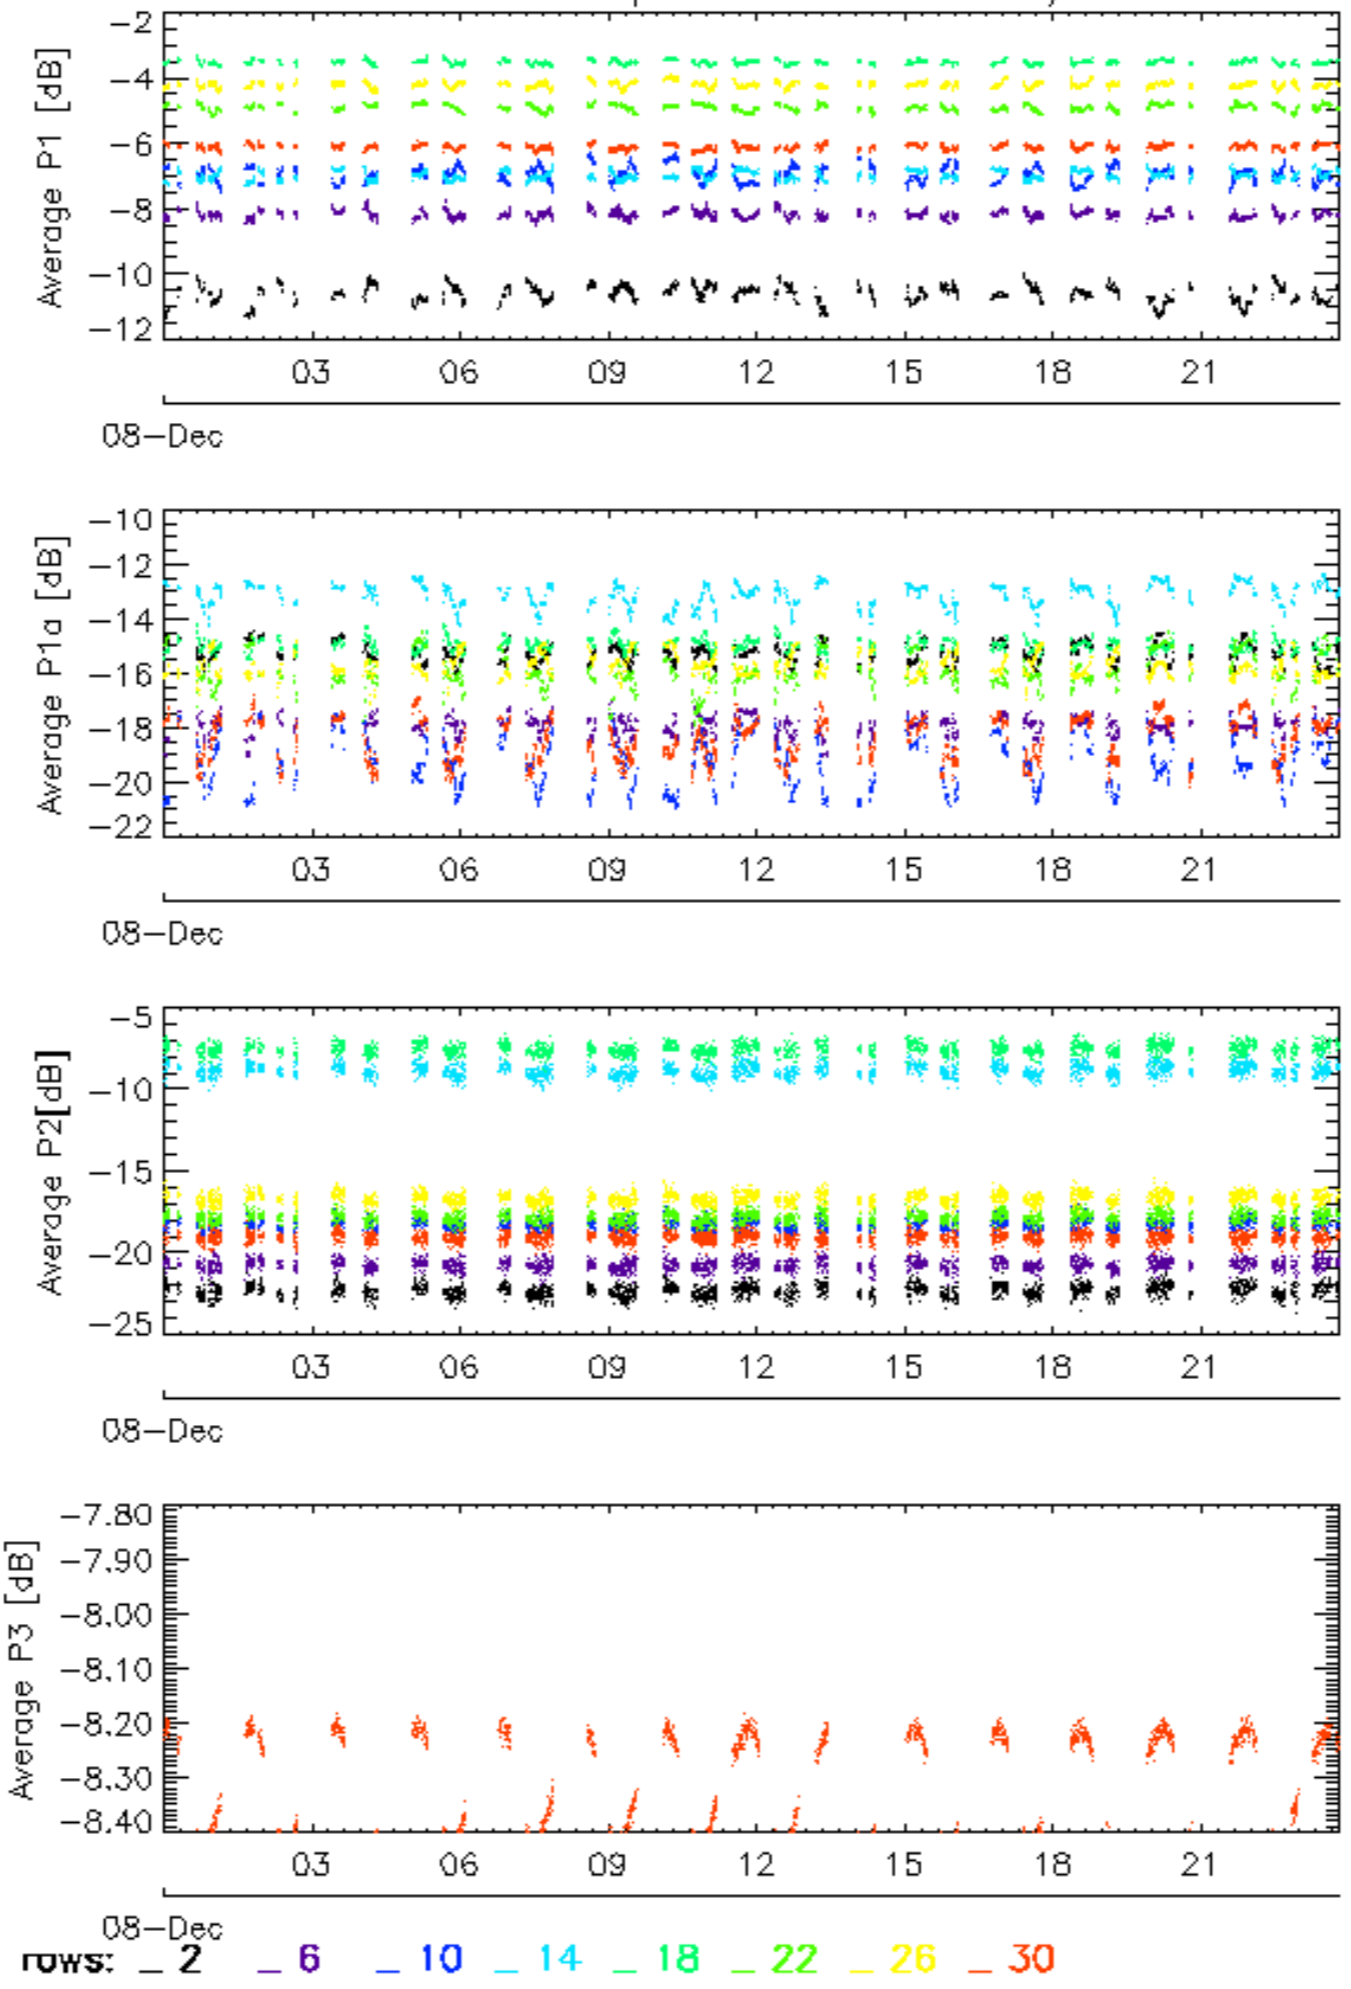 -2
-4
-6
-8
-10
-12
Average P1 [dB]
03 06 09 12 15 18 21
08-Dec
-10
-12
-14
-16
-18
-20
-22
Average P1a [dB]
03 06 09 12 15 18 21
08-Dec
-5
-10
-15
-20
-25
Average P2[dB]
03 06 09 12 15 18 21
08-Dec
-7.80
-7.90
-8.00
-8.10
-8.20
-8.30
-8.40
Average P3 [dB]
03 06 09 12 15 18 21
08-Dec
rows: _ 2 _ 6 _ 10 _ 14 _ 18 _ 22 _ 26 _ 30